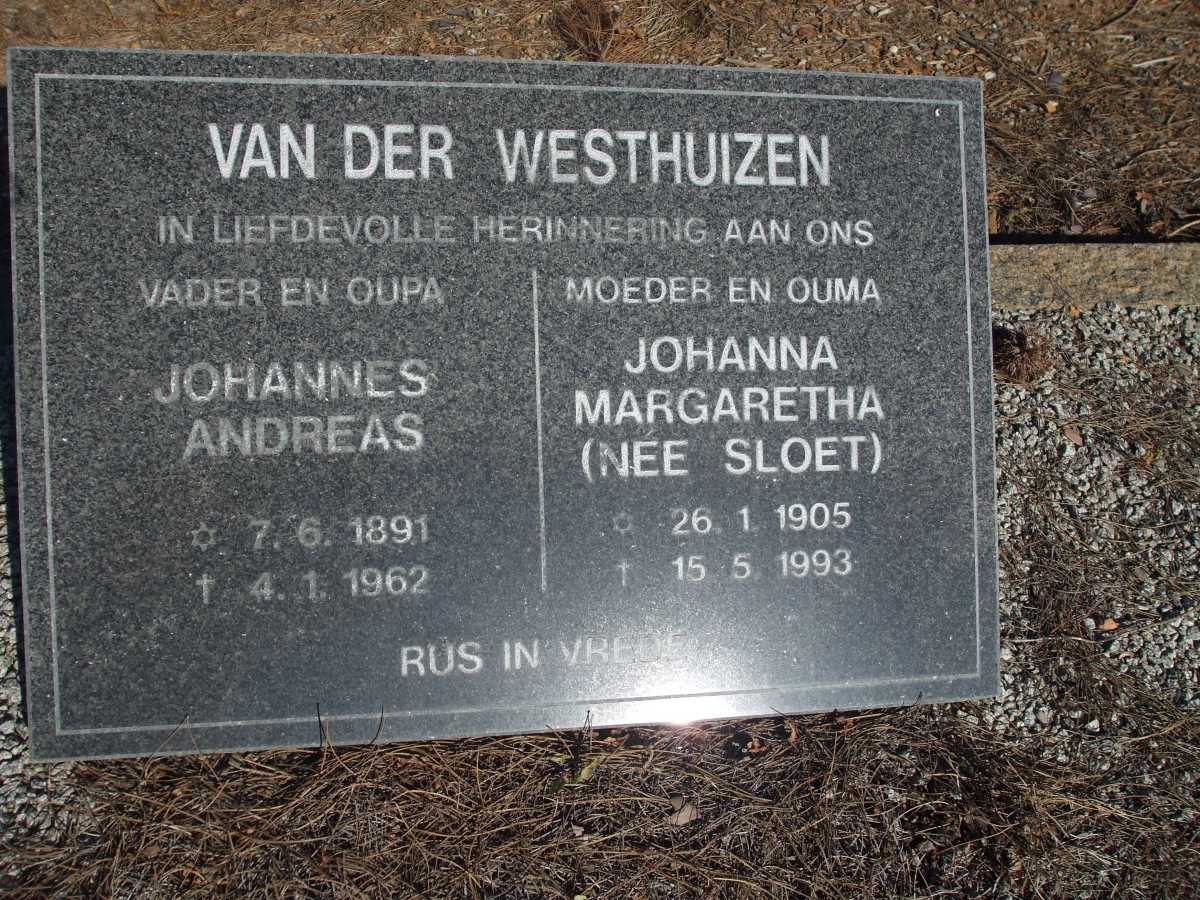 VAN DER WESTHUIZEN
IN LIEFDEVOLLE HERINNERING AAN ONS
VADER EN OUPA
JOHANNES
ANDREAS
✡ 7. 6. 1891
† 4. 1. 1962
MOEDER EN OUMA
JOHANNA
MARGARETHA
(NÉE SLOET)
✡ 26. 1. 1905
† 15 5. 1993
RUS IN VREDE